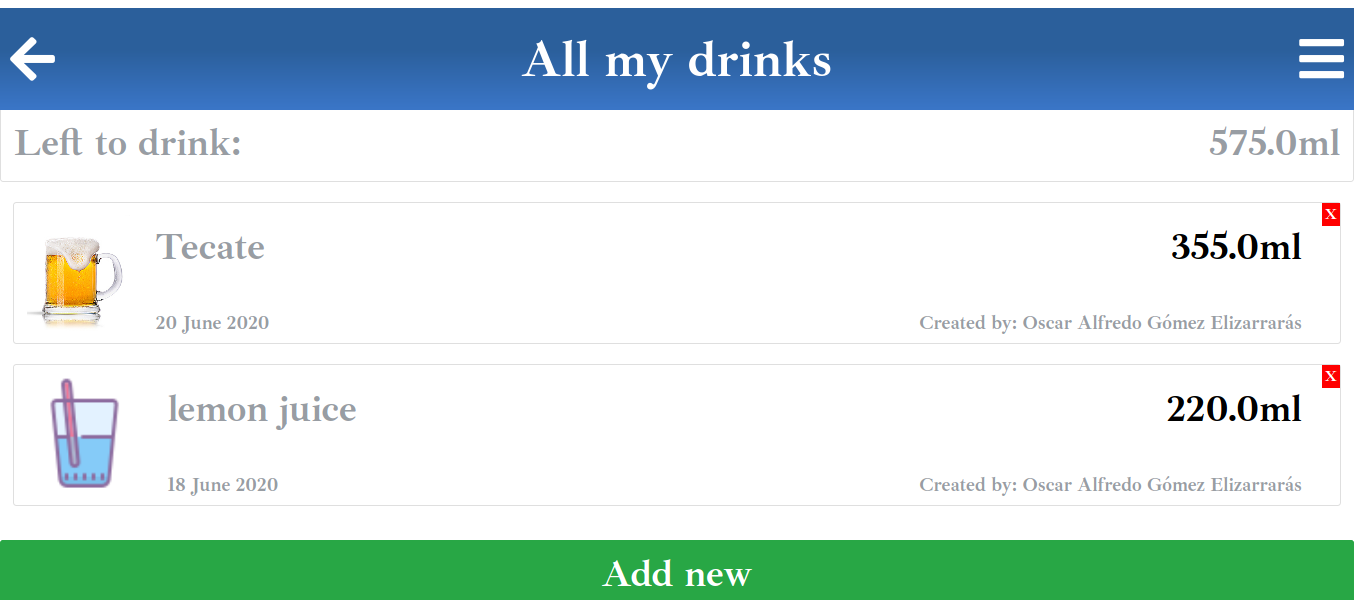 All my drinks
Left to drink: 575.0ml
X
Tecate 355.0ml
20 June 2020 Created by: Oscar Alfredo Gómez Elizarrarás
X
lemon juice 220.0ml
18 June 2020 Created by: Oscar Alfredo Gómez Elizarrarás
Add new